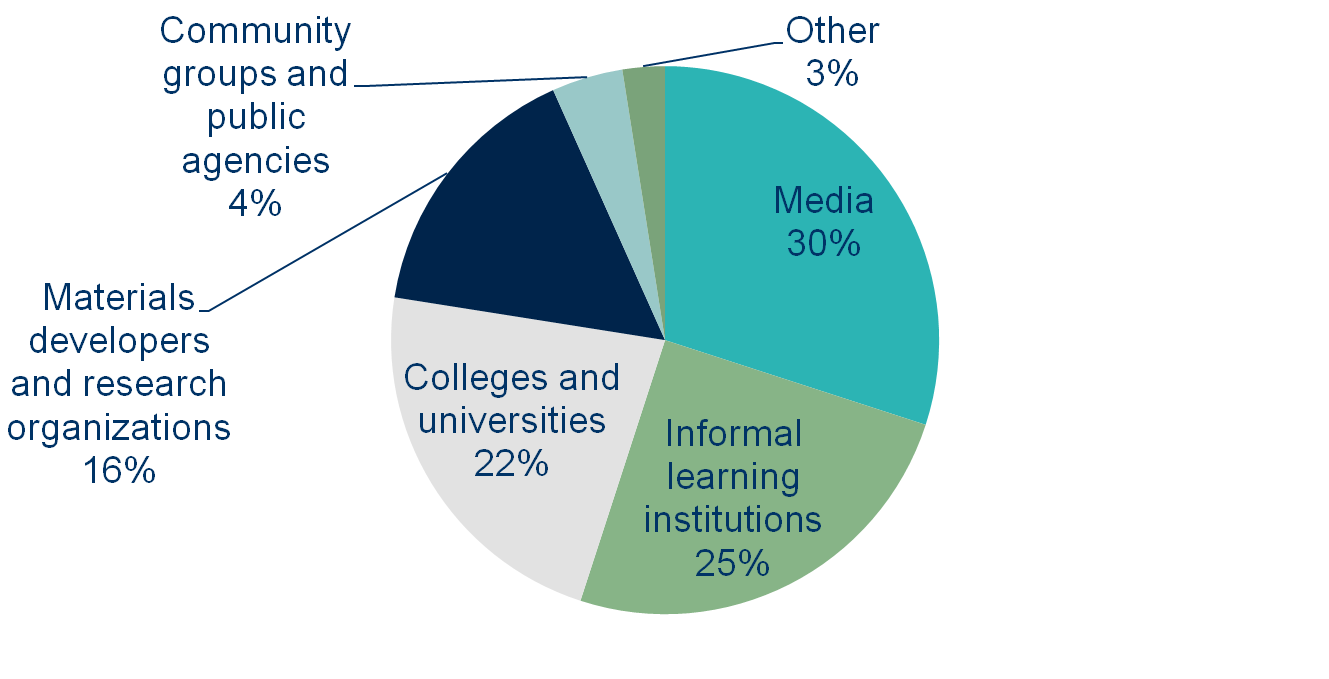 Community
groups and
public
agencies
4%
Other
3%
Media
30%
Materials
developers
and research
organizations
16%
Colleges and
universities
22%
Informal
learning
institutions
25%